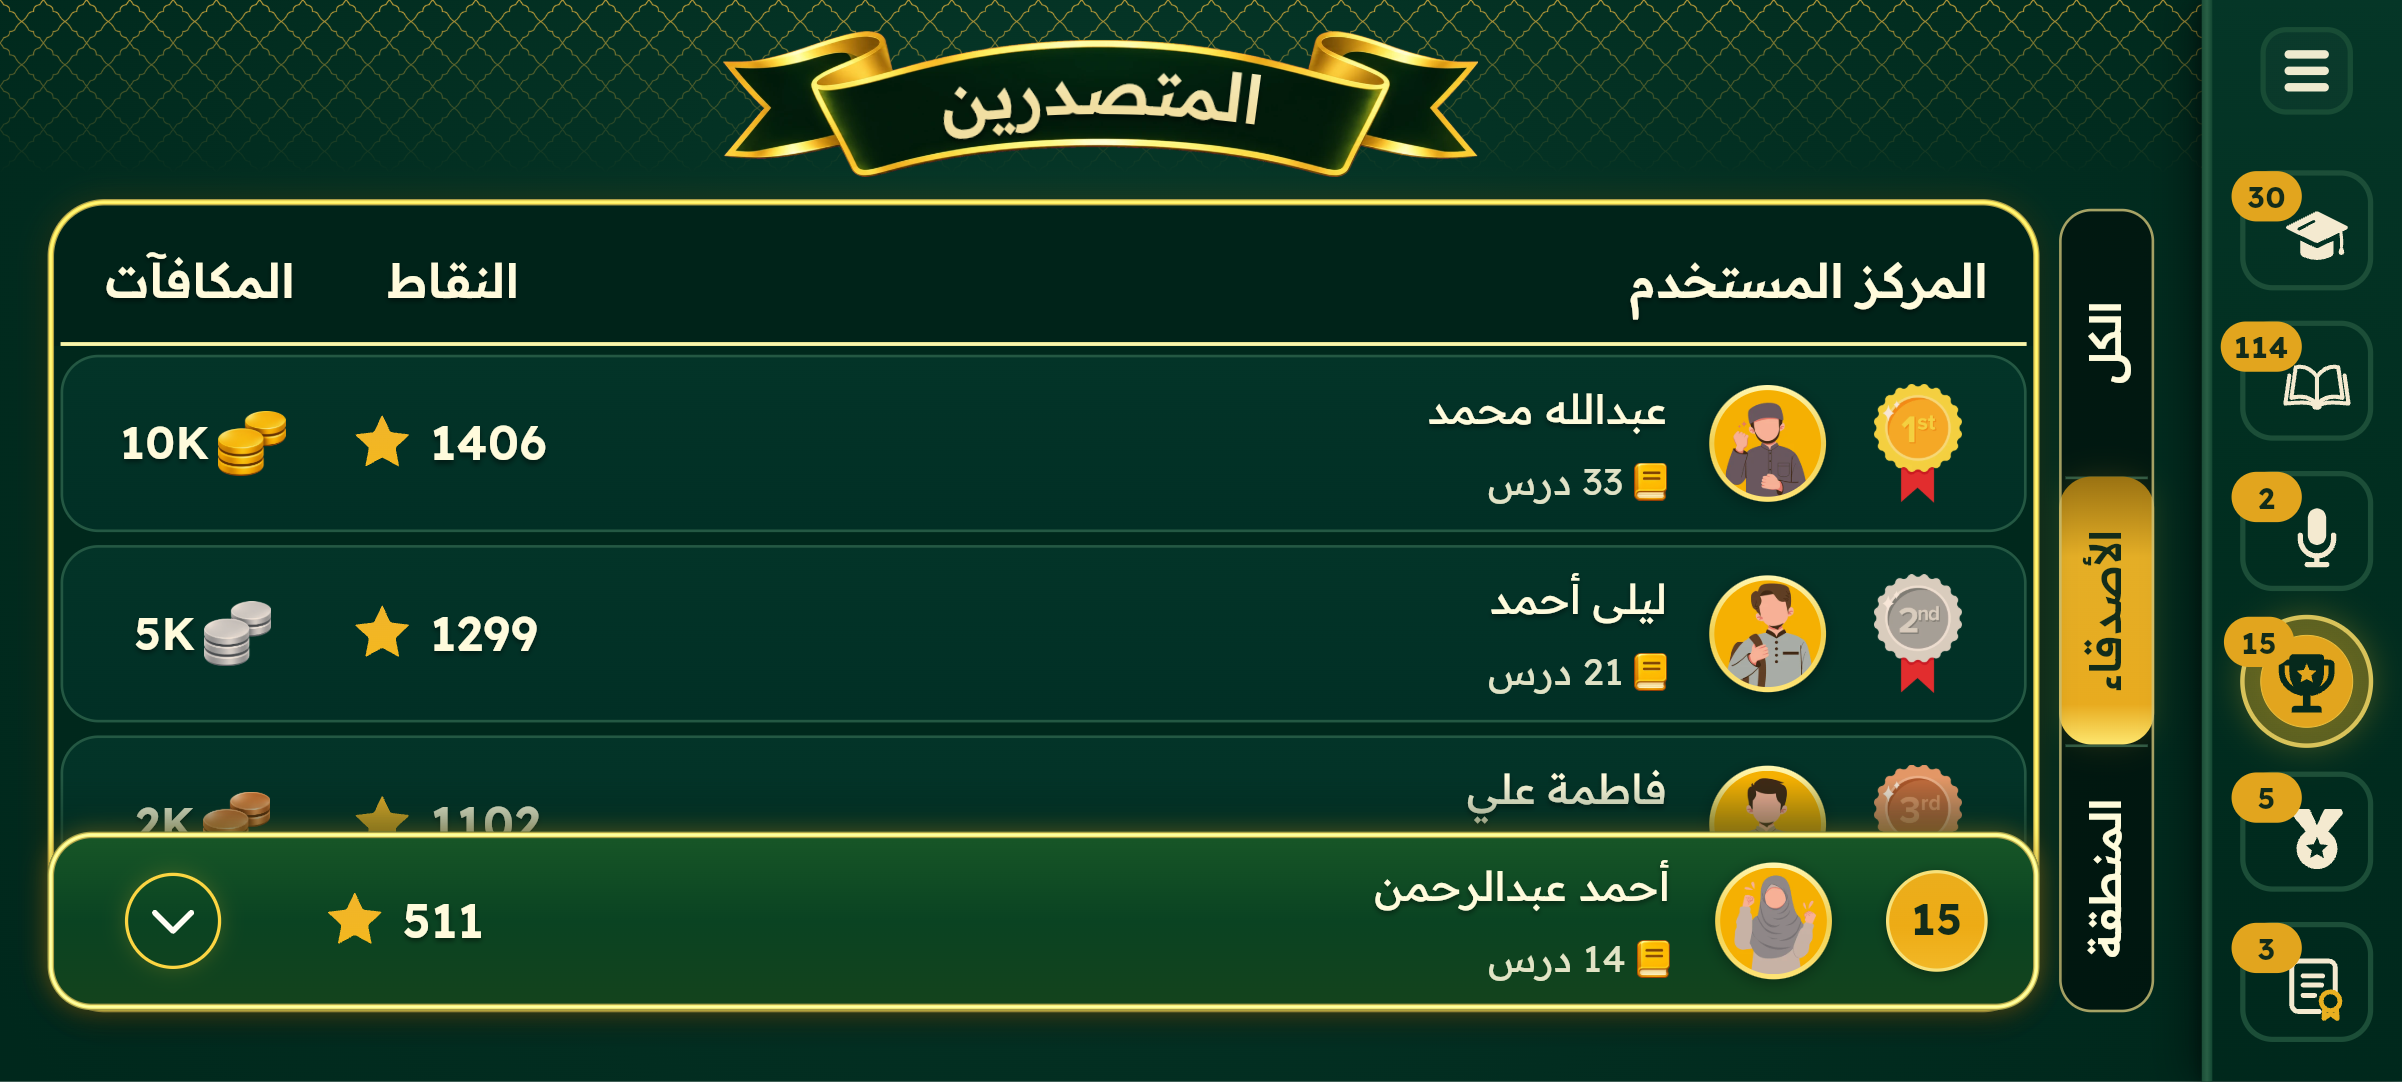 المتصدرين
30
114
2
15
5
3
الكل
الأصدقاء
المنطقة
المركز المستخدم النقاط المكافآت
1st عبدالله محمد 1406 10K
33 درس
2nd ليلى أحمد 1299 5K
21 درس
3rd فاطمة علي 1102 2K
15 أحمد عبدالرحمن 511
14 درس